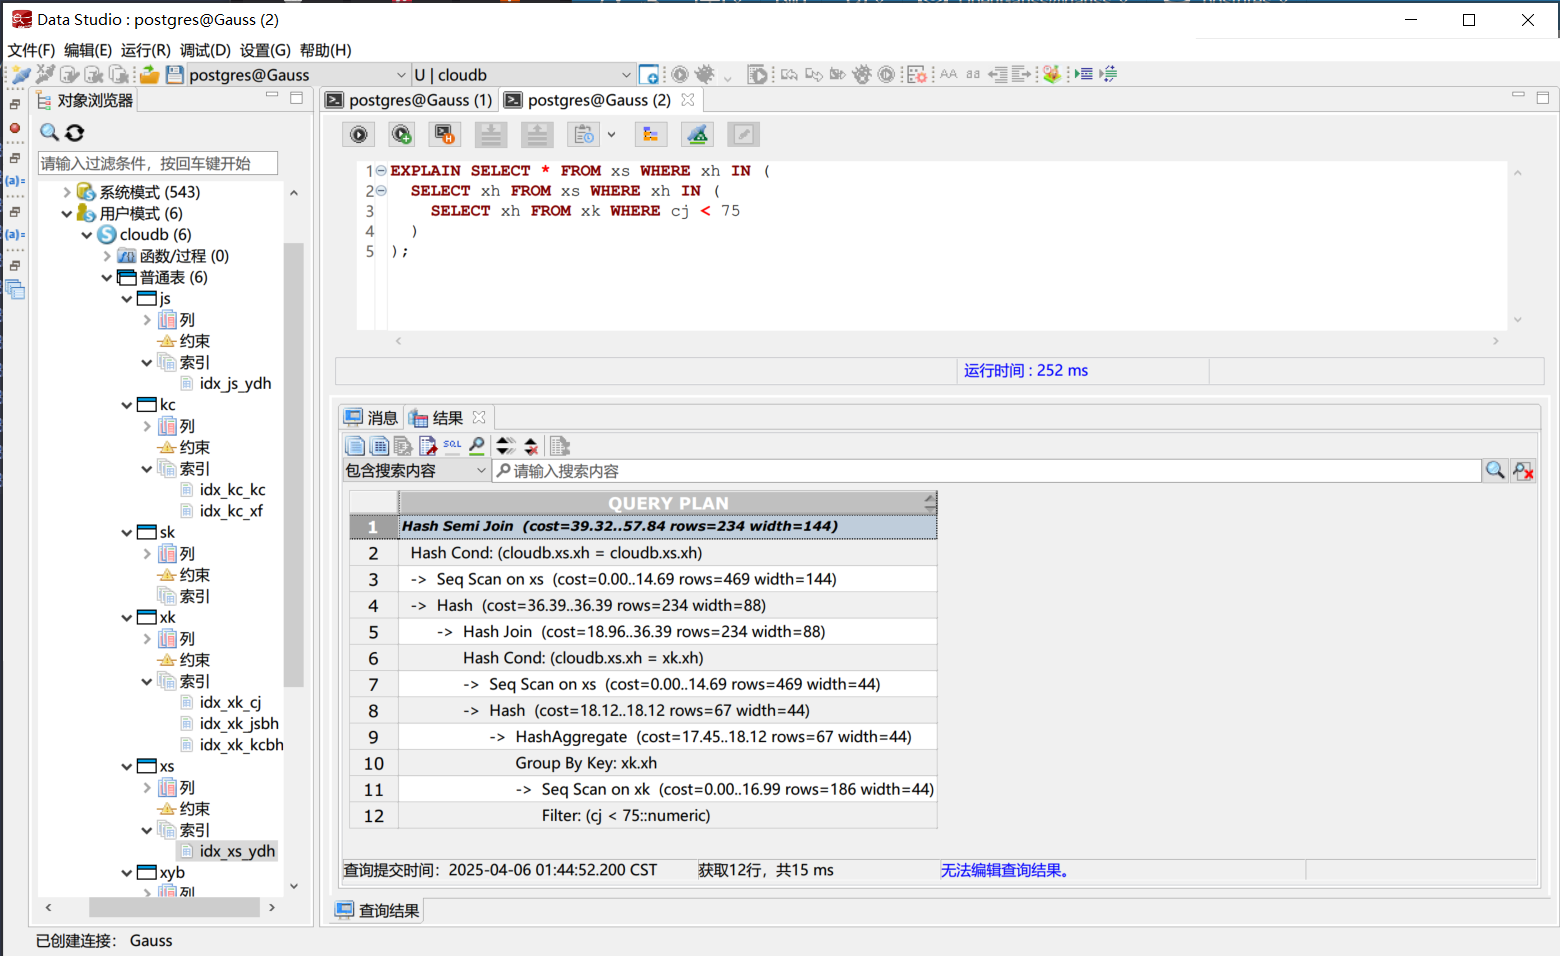 Data Studio : postgres@Gauss (2)
文件(F) 编辑(E) 运行(R) 调试(D) 设置(G) 帮助(H)
postgres@Gauss
U | cloudb
对象浏览器
请输入过滤条件，按回车键开始
系统模式 (543)
用户模式 (6)
cloudb (6)
函数/过程 (0)
普通表 (6)
js
列
约束
索引
idx_js_ydh
kc
列
约束
索引
idx_kc_kc
idx_kc_xf
sk
列
约束
索引
xk
列
约束
索引
idx_xk_cj
idx_xk_jsbh
idx_xk_kcbh
xs
列
约束
索引
idx_xs_ydh
xyb
列
postgres@Gauss (1)
postgres@Gauss (2)
1 EXPLAIN SELECT * FROM xs WHERE xh IN (
2 SELECT xh FROM xs WHERE xh IN (
3 SELECT xh FROM xk WHERE cj < 75
4 )
5 );
运行时间 : 252 ms
消息
结果
包含搜索内容
请输入搜索内容
QUERY PLAN
1 Hash Semi Join (cost=39.32..57.84 rows=234 width=144)
2 Hash Cond: (cloudb.xs.xh = cloudb.xs.xh)
3 -> Seq Scan on xs (cost=0.00..14.69 rows=469 width=144)
4 -> Hash (cost=36.39..36.39 rows=234 width=88)
5 -> Hash Join (cost=18.96..36.39 rows=234 width=88)
6 Hash Cond: (cloudb.xs.xh = xk.xh)
7 -> Seq Scan on xs (cost=0.00..14.69 rows=469 width=44)
8 -> Hash (cost=18.12..18.12 rows=67 width=44)
9 -> HashAggregate (cost=17.45..18.12 rows=67 width=44)
10 Group By Key: xk.xh
11 -> Seq Scan on xk (cost=0.00..16.99 rows=186 width=44)
12 Filter: (cj < 75::numeric)
查询提交时间： 2025-04-06 01:44:52.200 CST
获取12行，共15 ms
无法编辑查询结果。
查询结果
已创建连接： Gauss